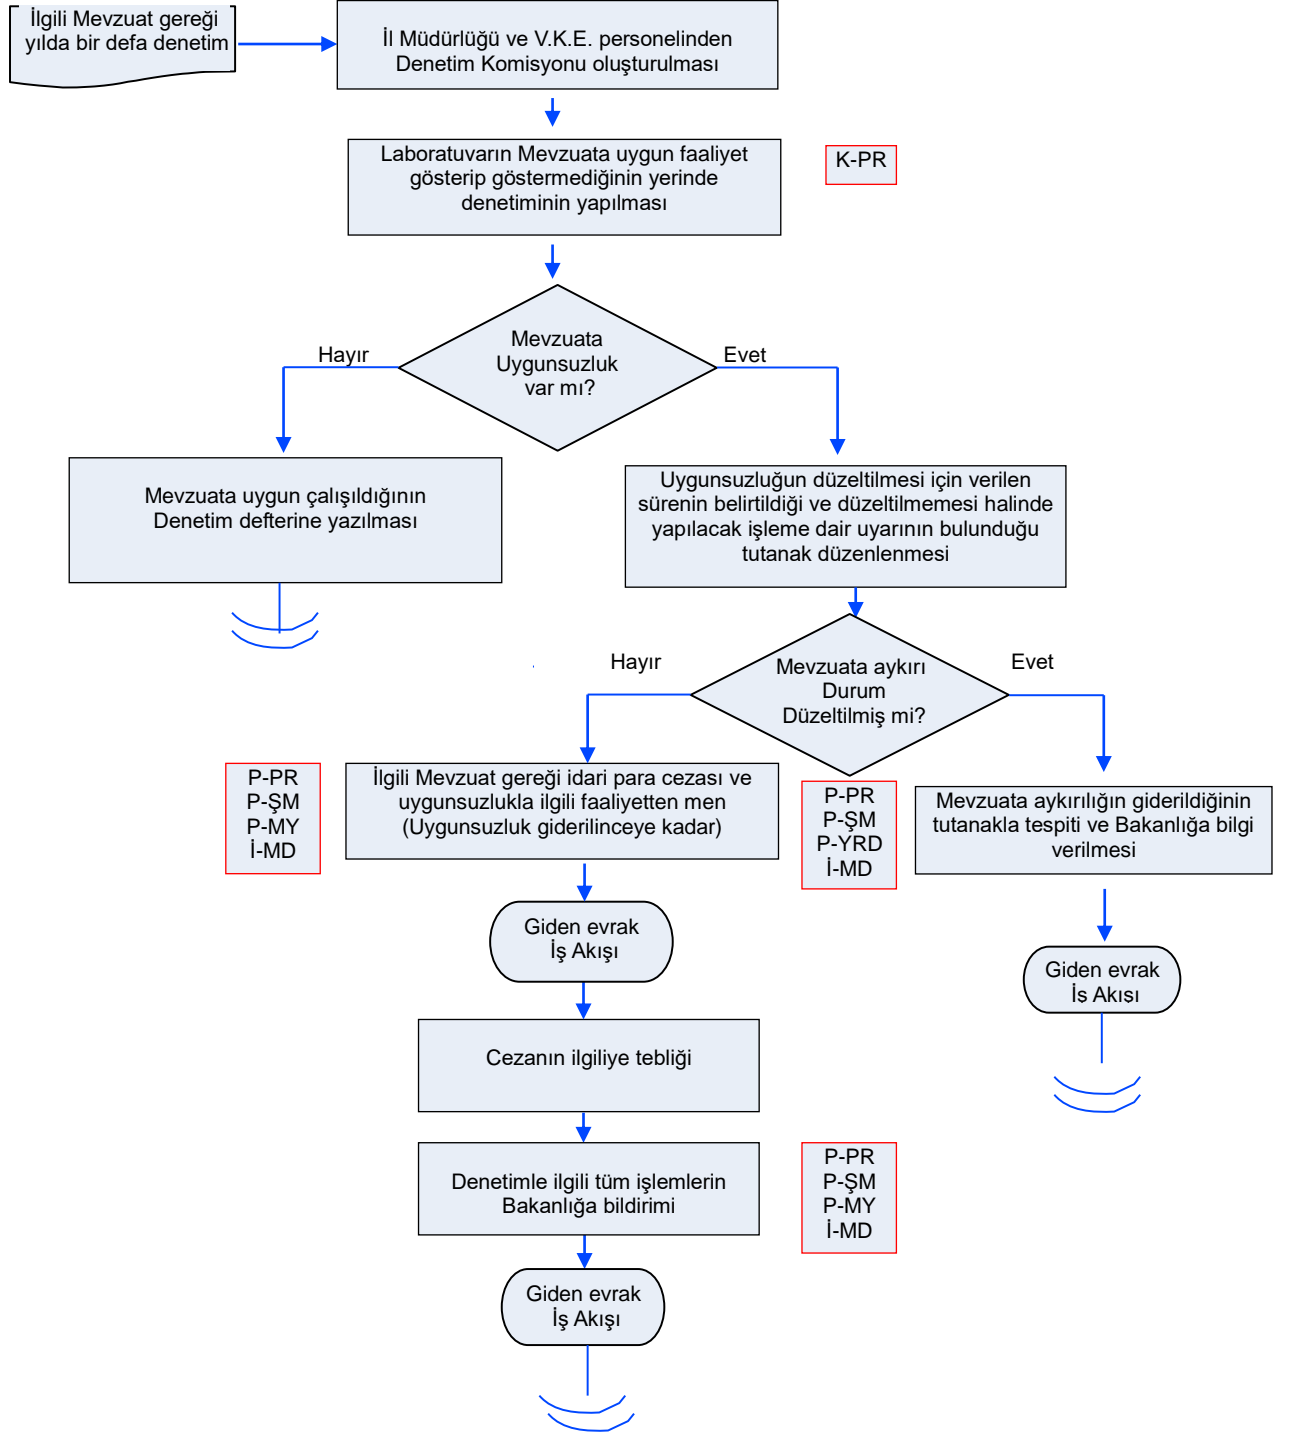 İlgili Mevzuat gereği
yılda bir defa denetim
İl Müdürlüğü ve V.K.E. personelinden
Denetim Komisyonu oluşturulması
Laboratuvarın Mevzuata uygun faaliyet
gösterip göstermediğinin yerinde
denetiminin yapılması
K-PR
Mevzuata
Uygunsuzluk
var mı?
Hayır
Evet
Mevzuata uygun çalışıldığının
Denetim defterine yazılması
Uygunsuzluğun düzeltilmesi için verilen
sürenin belirtildiği ve düzeltilmemesi halinde
yapılacak işleme dair uyarının bulunduğu
tutanak düzenlenmesi
Hayır
Evet
Mevzuata aykırı
Durum
Düzeltilmiş mi?
P-PR
P-ŞM
P-MY
İ-MD
İlgili Mevzuat gereği idari para cezası ve
uygunsuzlukla ilgili faaliyetten men
(Uygunsuzluk giderilinceye kadar)
P-PR
P-ŞM
P-YRD
İ-MD
Mevzuata aykırılığın giderildiğinin
tutanakla tespiti ve Bakanlığa bilgi
verilmesi
Giden evrak
İş Akışı
Giden evrak
İs Akısı
Cezanın ilgiliye tebliği
Denetimle ilgili tüm işlemlerin
Bakanlığa bildirimi
P-PR
P-ŞM
P-MY
İ-MD
Giden evrak
İş Akışı